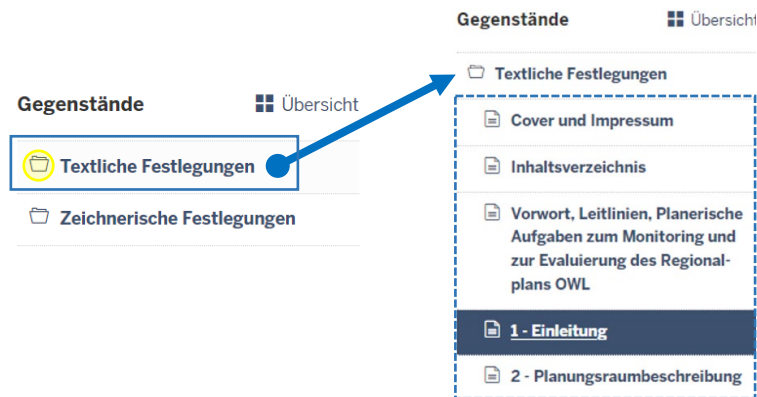 Gegenstände
Übersicht
Textliche Festlegungen
Zeichnerische Festlegungen
Gegenstände
Übersicht
Textliche Festlegungen
Cover und Impressum
Inhaltsverzeichnis
Vorwort, Leitlinien, Planerische
Aufgaben zum Monitoring und
zur Evaluierung des Regional-
plans OWL
1 - Einleitung
2 - Planungsraumbeschreibung